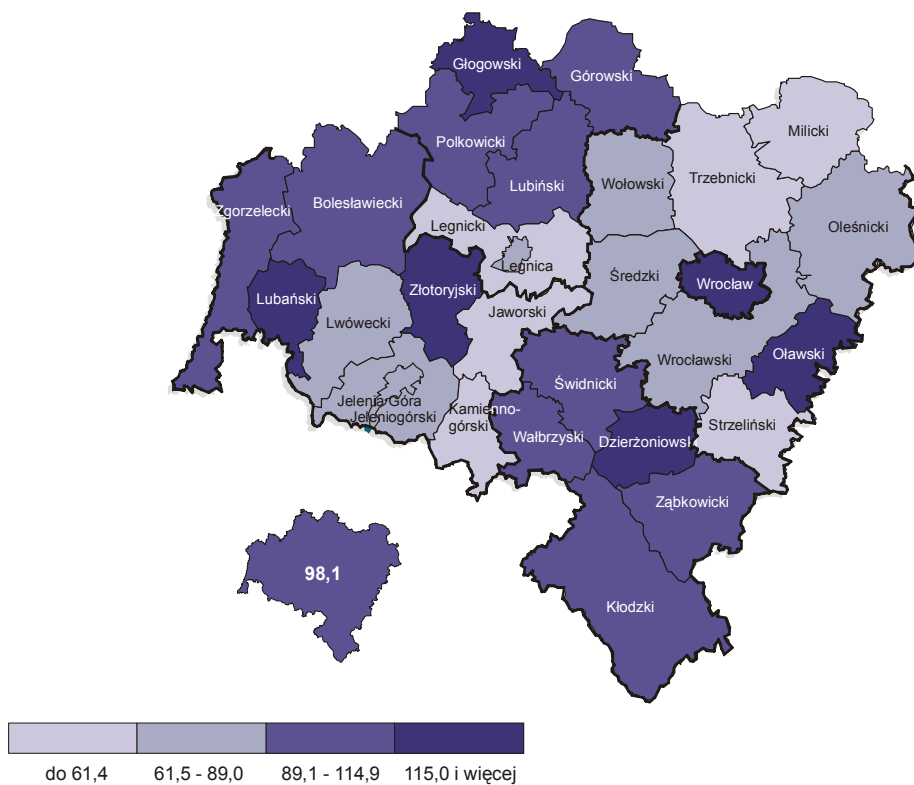 Głogowski
Górowski
Milicki
Polkowicki
Trzebnicki
Lubiński
Wołowski
Bolesławiecki
Zgorzelecki
Legnicki
Oleśnicki
Legnica
Średzki
Wrocław
Złotoryjski
Lubański
Jaworski
Lwówecki
Wrocławski
Oławski
Świdnicki
Jelenia Góra
Jeleniogórski
Kamienno-
górski
Strzeliński
Wałbrzyski
Dzierżoniowsl
Ząbkowicki
98,1
Kłodzki
do 61,4
61,5 - 89,0
89,1 - 114,9
115,0 i więcej